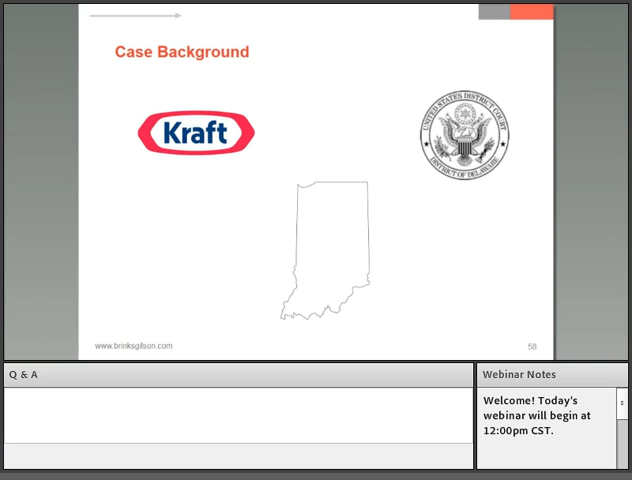 Case Background
Kraft
UNITED STATES DISTRICT COURT
DISTRICT OF DELAWARE
www.brinksgilson.com
58
Q & A
Webinar Notes
Welcome! Today's
webinar will begin at
12:00pm CST.